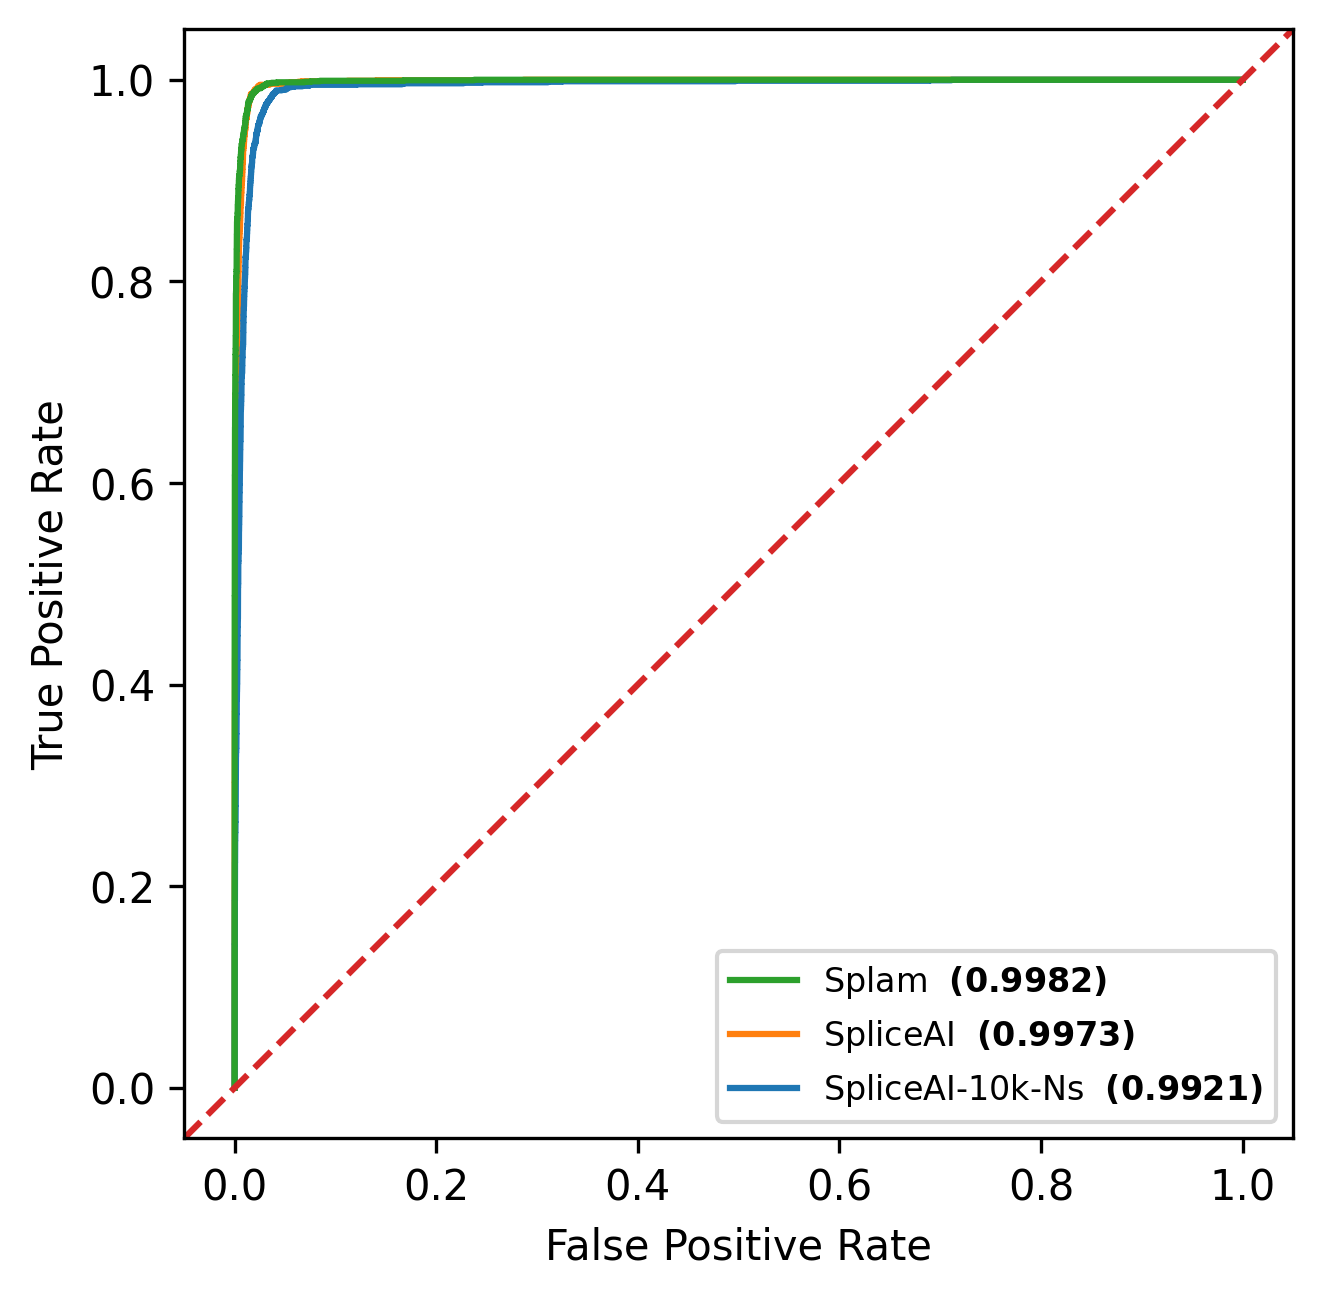 1.0
0.8
0.6
0.4
0.2
0.0
True Positive Rate
Splam (0.9982)
SpliceAI (0.9973)
SpliceAI-10k-Ns (0.9921)
0.0 0.2 0.4 0.6 0.8 1.0
False Positive Rate